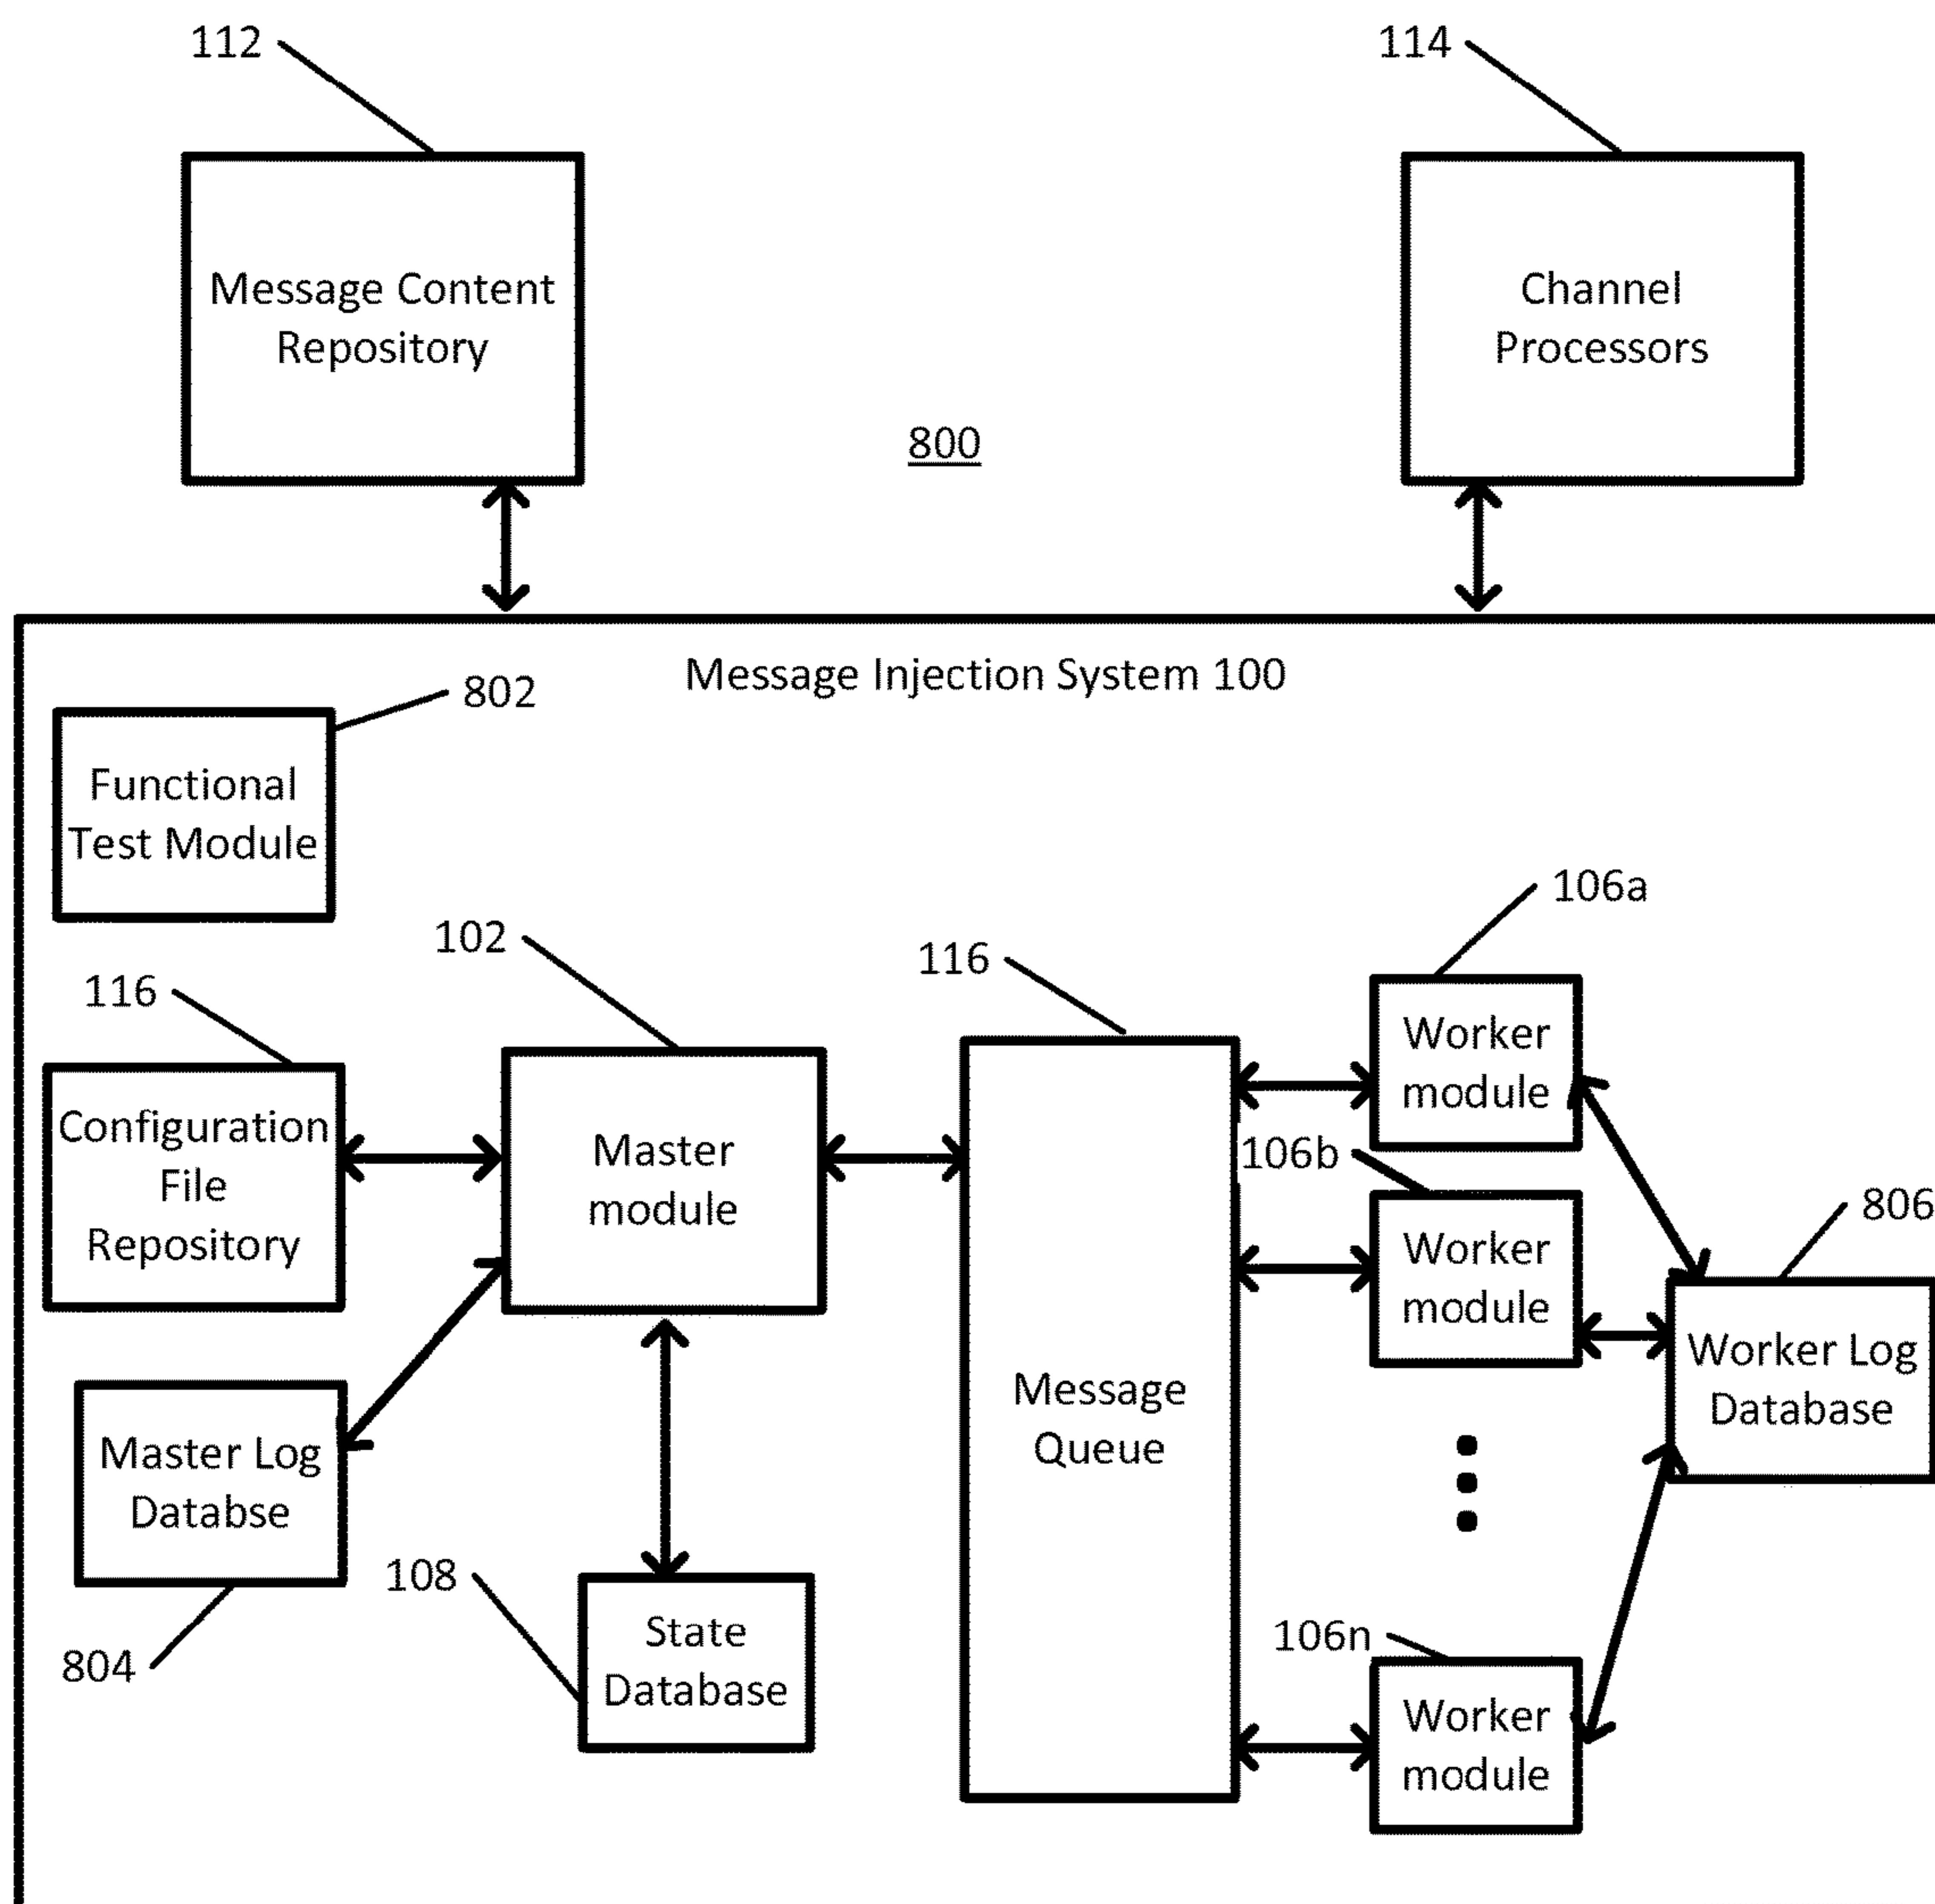 112
114
Message Content
Repository
Channel
Processors
800
Message Injection System 100
802
Functional
Test Module
106a
102
116
116
Worker
module
Configuration
File
Repository
Master
module
106b
806
Worker
module
Worker Log
Database
Message
Queue
Master Log
Databse
108
804
State
Database
106n
Worker
module